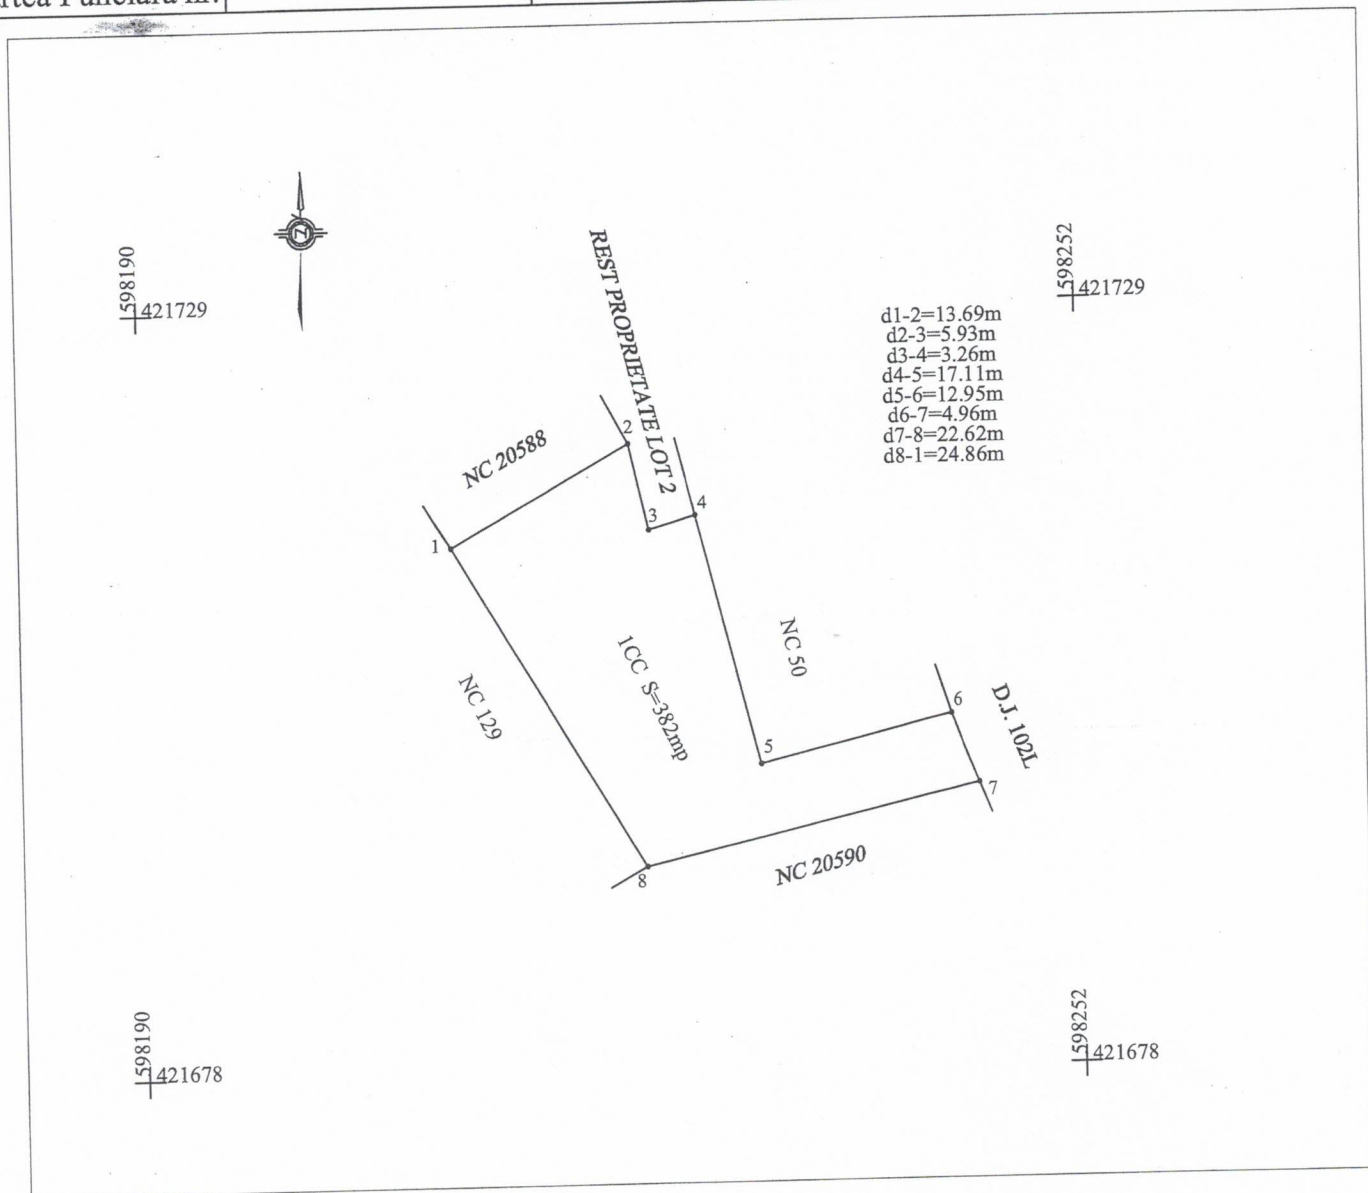 598190
421729
N
REST PROPRIETATE LOT 2
598252
421729
d1-2=13.69m
d2-3=5.93m
d3-4=3.26m
d4-5=17.11m
d5-6=12.95m
d6-7=4.96m
d7-8=22.62m
d8-1=24.86m
2
NC 20588
4
3
1
NC 50
1CC S=382mp
NC 129
6
D.J. 102L
5
7
NC 20590
8
598190
421678
598252
421678